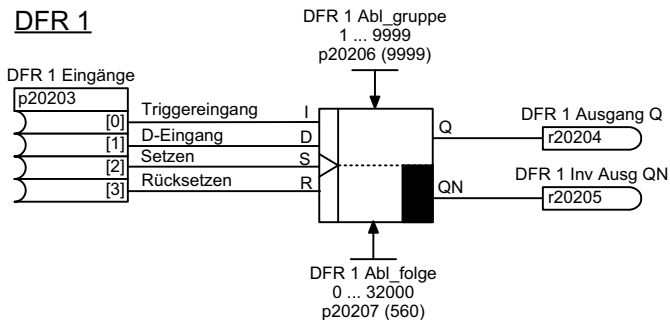 DFR 1
DFR 1 Abl_gruppe
1 ... 9999
p20206 (9999)
DFR 1 Eingänge
p20203
[0] Triggereingang I
[1] D-Eingang D
[2] Setzen S
[3] Rücksetzen R
Q
DFR 1 Ausgang Q
r20204
QN
DFR 1 Inv Ausg QN
r20205
DFR 1 Abl_folge
0 ... 32000
p20207 (560)